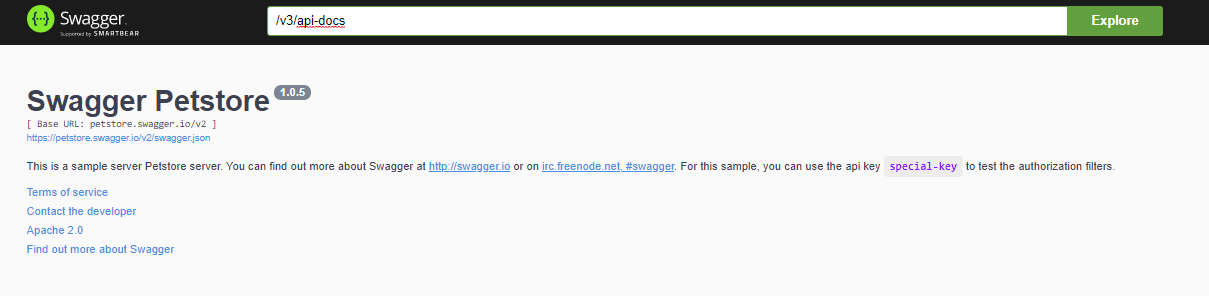 Swagger.
Supported by SMARTBEAR
/v3/api-docs
Explore
Swagger Petstore 1.0.5
[ Base URL: petstore.swagger.io/v2 ]
https://petstore.swagger.io/v2/swagger.json
This is a sample server Petstore server. You can find out more about Swagger at http://swagger.io or on irc.freenode.net, #swagger. For this sample, you can use the api key special-key to test the authorization filters.
Terms of service
Contact the developer
Apache 2.0
Find out more about Swagger